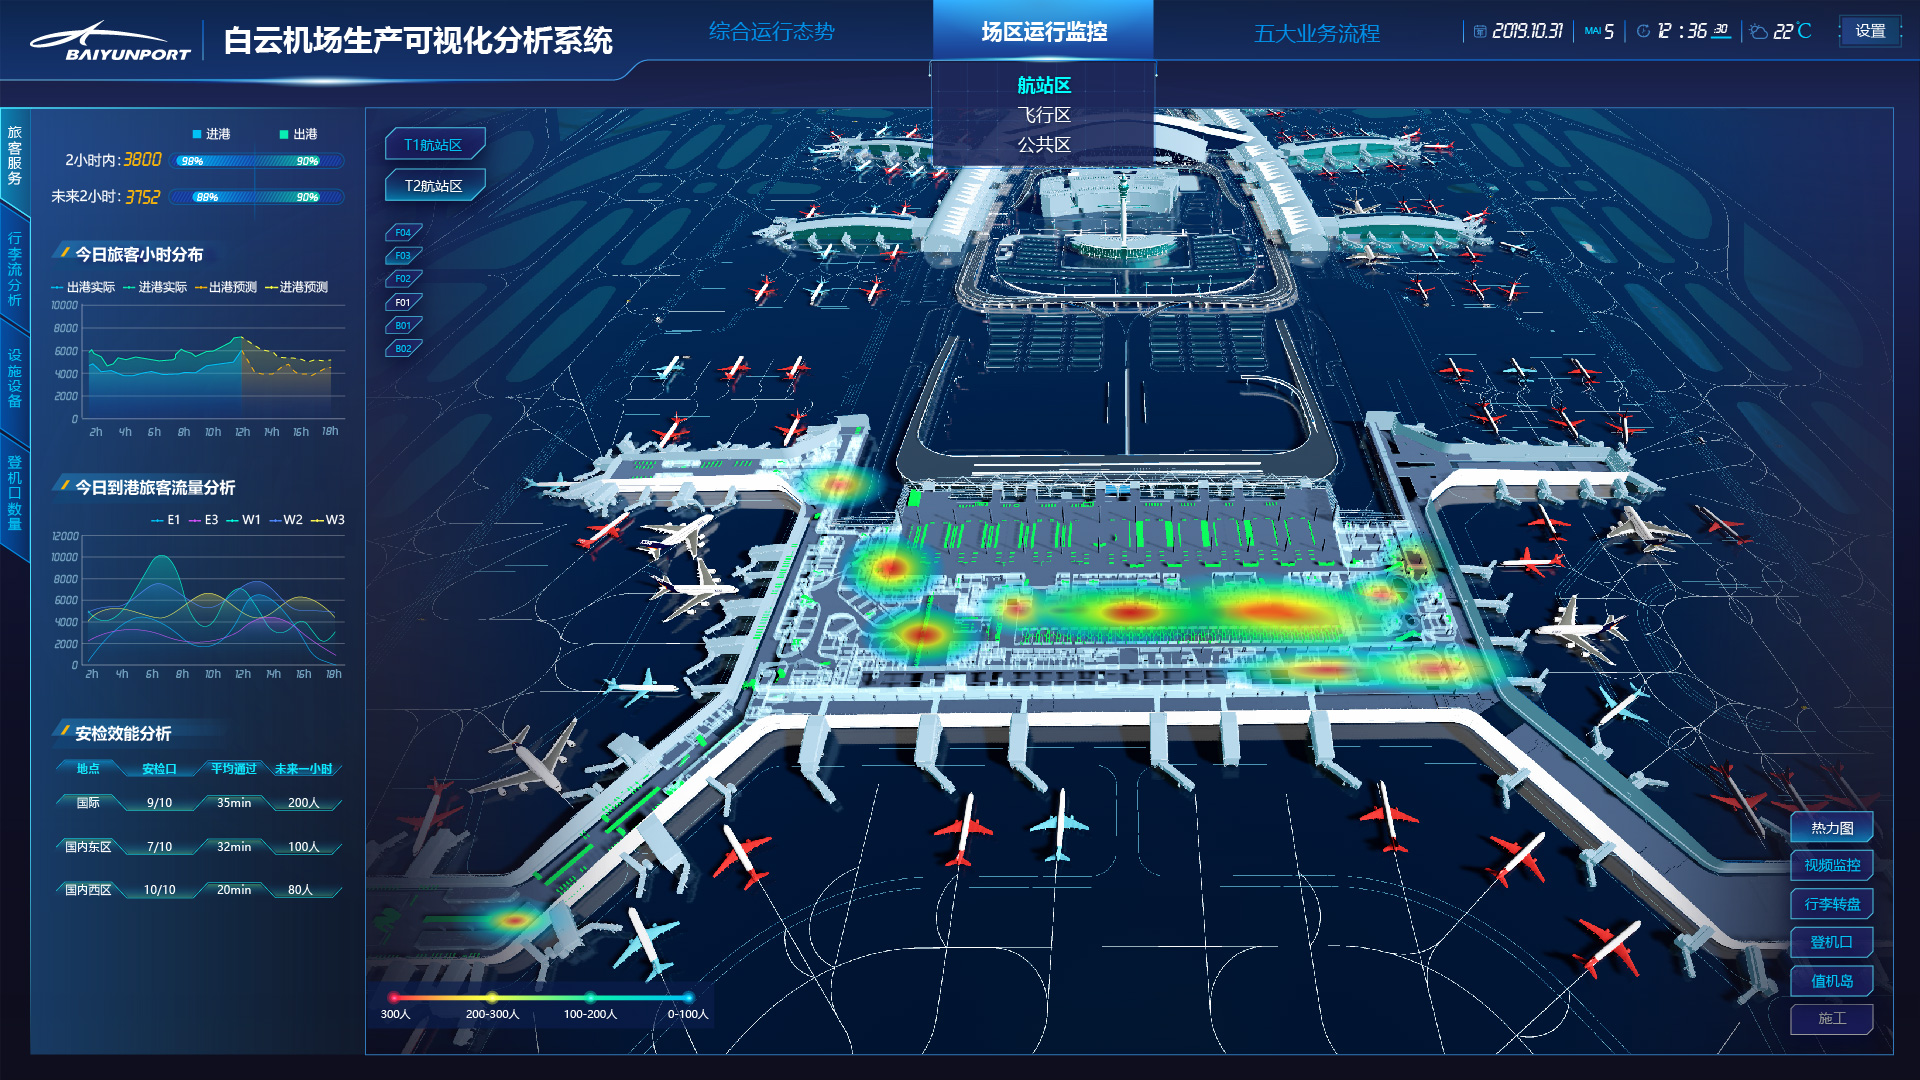 BAIYUNPORT
白云机场生产可视化分析系统
综合运行态势
场区运行监控
五大业务流程
2019.10.31
MAI 5
12:36:30
22℃
设置
航站区
飞行区
公共区
旅客服务
行李流分析
设施设备
登机口数量
进港 出港
2小时内:3800 98% 90%
未来2小时:3752 88% 90%
今日旅客小时分布
出港实际 进港实际 出港预测 进港预测
10000
8000
6000
4000
2000
0
2h 4h 6h 8h 10h 12h 14h 16h 18h
今日到港旅客流量分析
E1 E3 W1 W2 W3
12000
10000
8000
6000
4000
2000
0
2h 4h 6h 8h 10h 12h 14h 16h 18h
安检效能分析
地点 安检口 平均通过 未来一小时
国际 9/10 35min 200人
国内东区 7/10 32min 100人
国内西区 10/10 20min 80人
T1航站区
T2航站区
F04
F03
F02
F01
B01
B02
300人 200-300人 100-200人 0-100人
热力图
视频监控
行李转盘
登机口
值机岛
施工